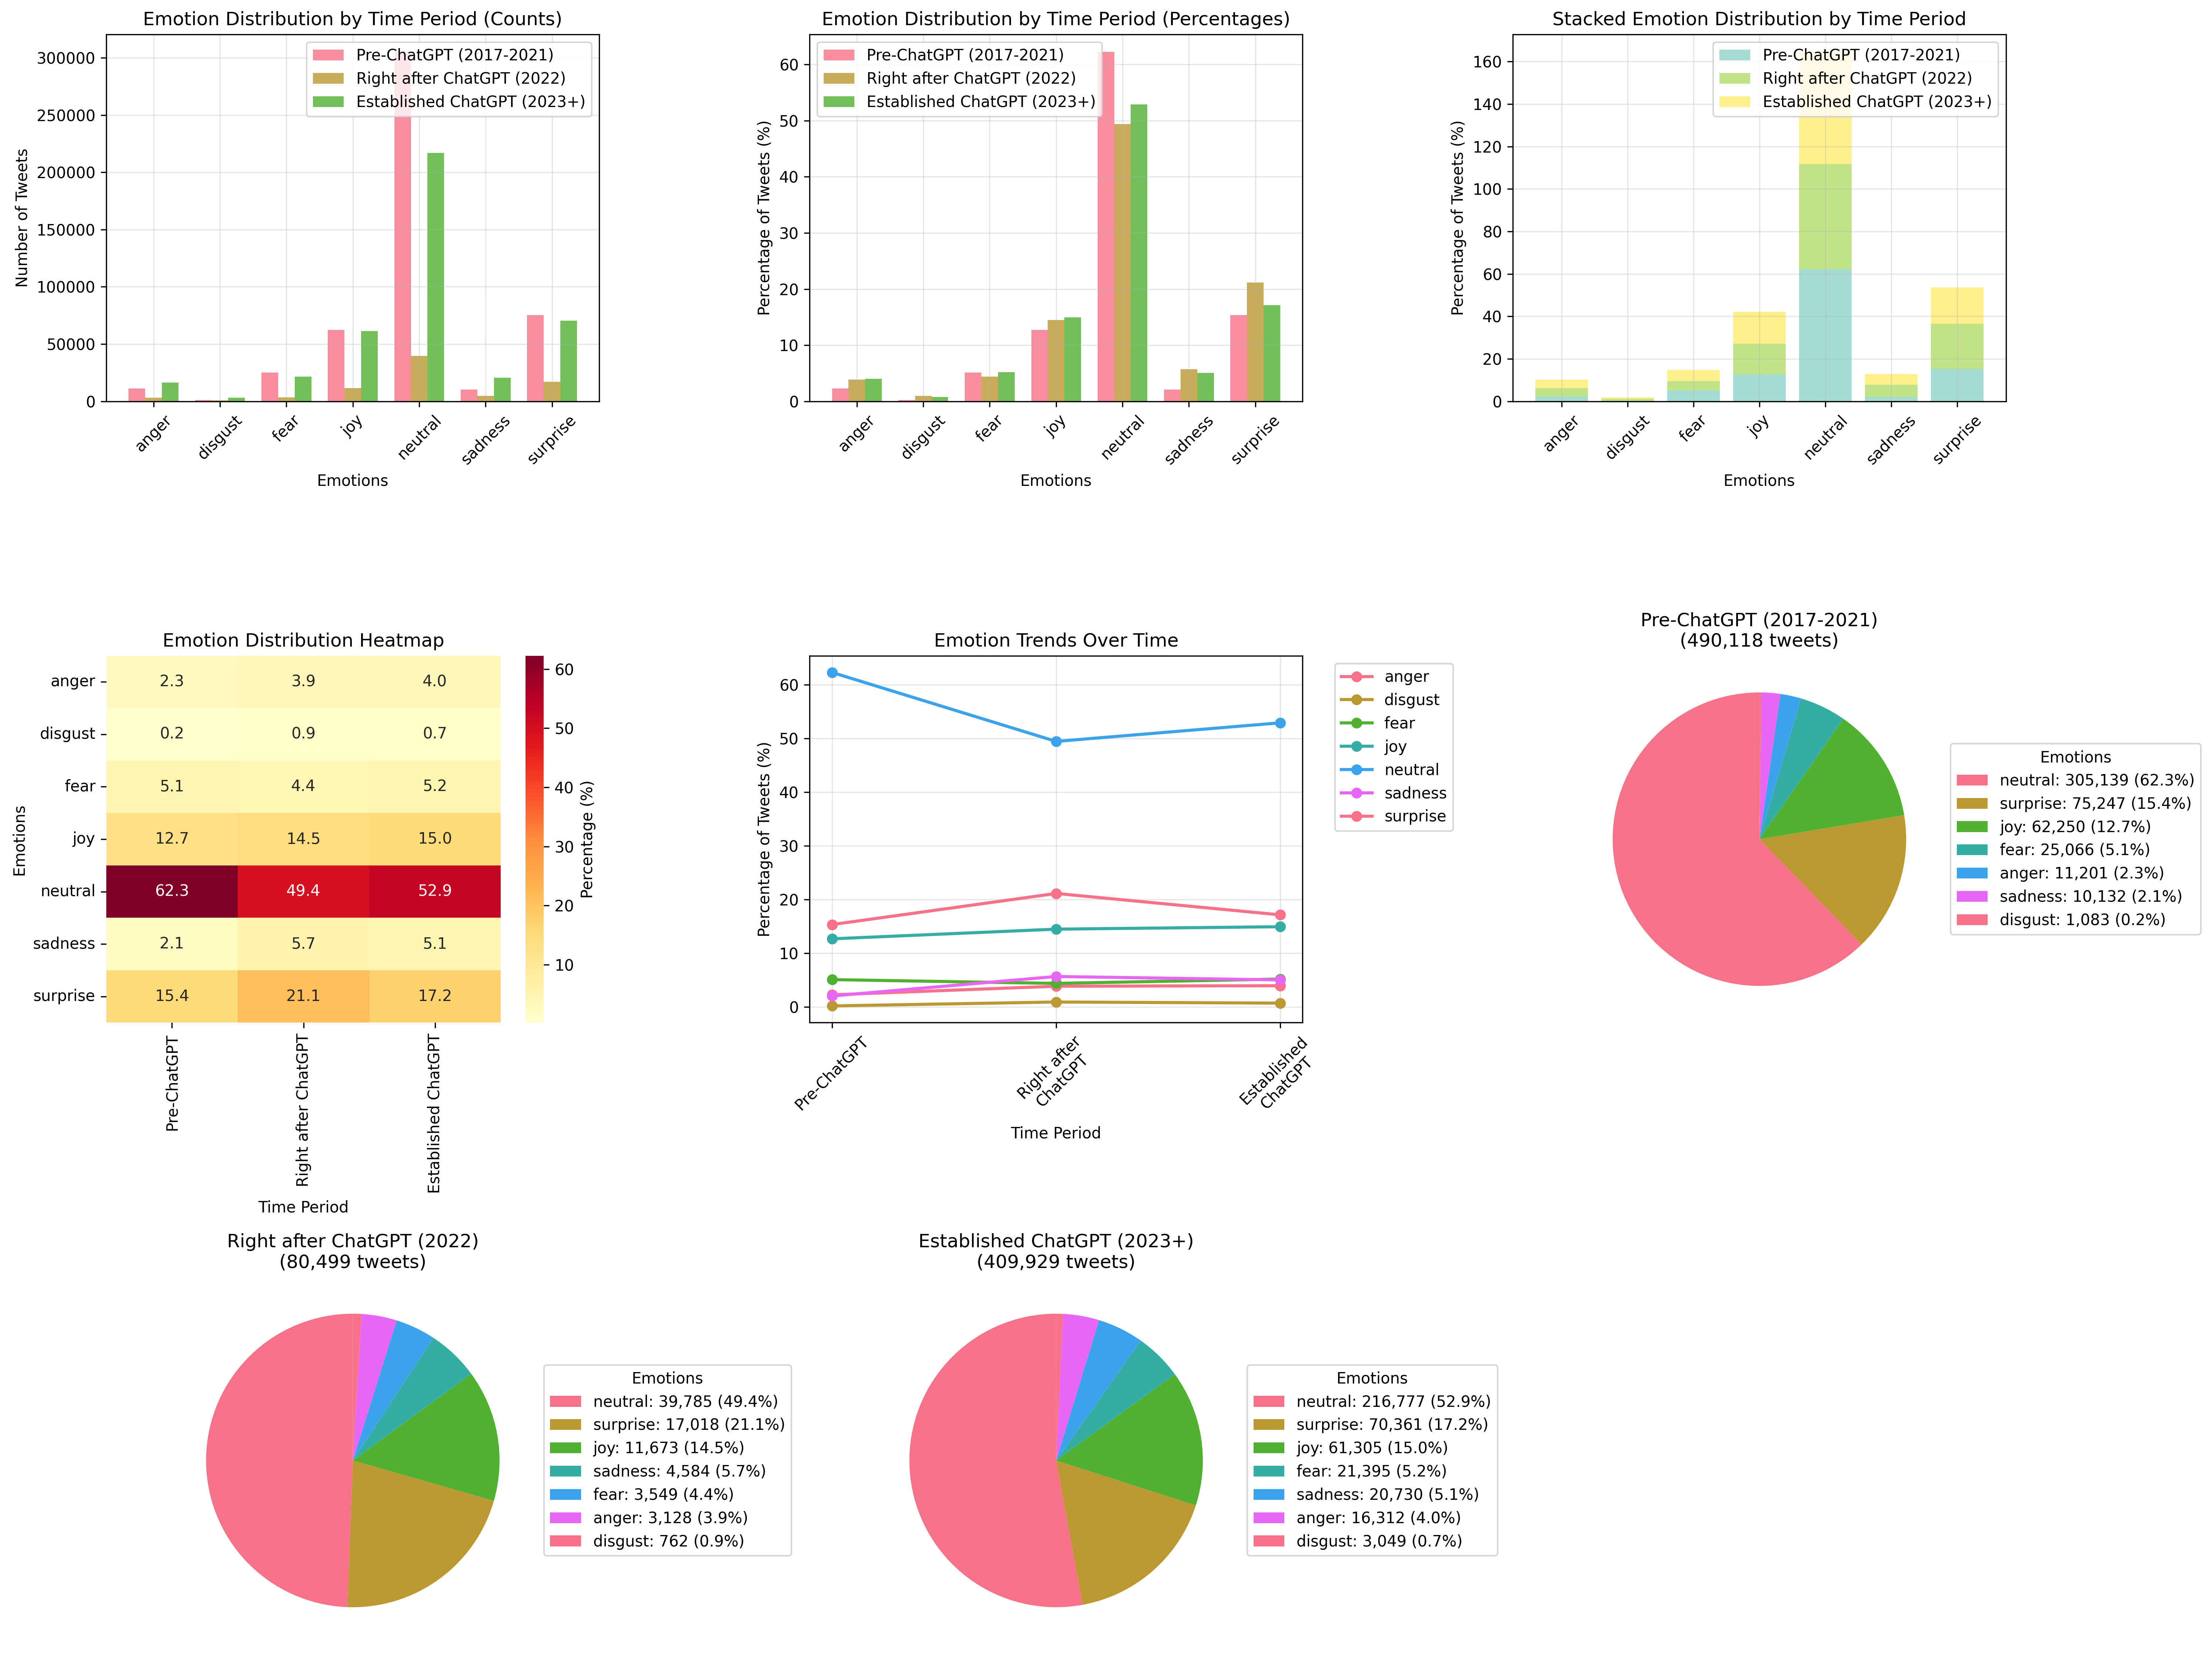 Emotion Distribution by Time Period (Counts)
Number of Tweets
300000
250000
200000
150000
100000
50000
0
Pre-ChatGPT (2017-2021)
Right after ChatGPT (2022)
Established ChatGPT (2023+)
anger
disgust
fear
joy
neutral
sadness
surprise
Emotions
Emotion Distribution by Time Period (Percentages)
Percentage of Tweets (%)
60
50
40
30
20
10
0
Pre-ChatGPT (2017-2021)
Right after ChatGPT (2022)
Established ChatGPT (2023+)
anger
disgust
fear
joy
neutral
sadness
surprise
Emotions
Stacked Emotion Distribution by Time Period
Percentage of Tweets (%)
160
140
120
100
80
60
40
20
0
Pre-ChatGPT (2017-2021)
Right after ChatGPT (2022)
Established ChatGPT (2023+)
anger
disgust
fear
joy
neutral
sadness
surprise
Emotions
Emotion Distribution Heatmap
Emotions
anger 2.3 3.9 4.0
disgust 0.2 0.9 0.7
fear 5.1 4.4 5.2
joy 12.7 14.5 15.0
neutral 62.3 49.4 52.9
sadness 2.1 5.7 5.1
surprise 15.4 21.1 17.2
Pre-ChatGPT
Right after ChatGPT
Established ChatGPT
Time Period
60
50
40
30
20
10
Percentage (%)
Emotion Trends Over Time
Percentage of Tweets (%)
60
50
40
30
20
10
0
Pre-ChatGPT
Right after
ChatGPT
Established
ChatGPT
Time Period
anger
disgust
fear
joy
neutral
sadness
surprise
Pre-ChatGPT (2017-2021)
(490,118 tweets)
Emotions
neutral: 305,139 (62.3%)
surprise: 75,247 (15.4%)
joy: 62,250 (12.7%)
fear: 25,066 (5.1%)
anger: 11,201 (2.3%)
sadness: 10,132 (2.1%)
disgust: 1,083 (0.2%)
Right after ChatGPT (2022)
(80,499 tweets)
Emotions
neutral: 39,785 (49.4%)
surprise: 17,018 (21.1%)
joy: 11,673 (14.5%)
sadness: 4,584 (5.7%)
fear: 3,549 (4.4%)
anger: 3,128 (3.9%)
disgust: 762 (0.9%)
Established ChatGPT (2023+)
(409,929 tweets)
Emotions
neutral: 216,777 (52.9%)
surprise: 70,361 (17.2%)
joy: 61,305 (15.0%)
fear: 21,395 (5.2%)
sadness: 20,730 (5.1%)
anger: 16,312 (4.0%)
disgust: 3,049 (0.7%)